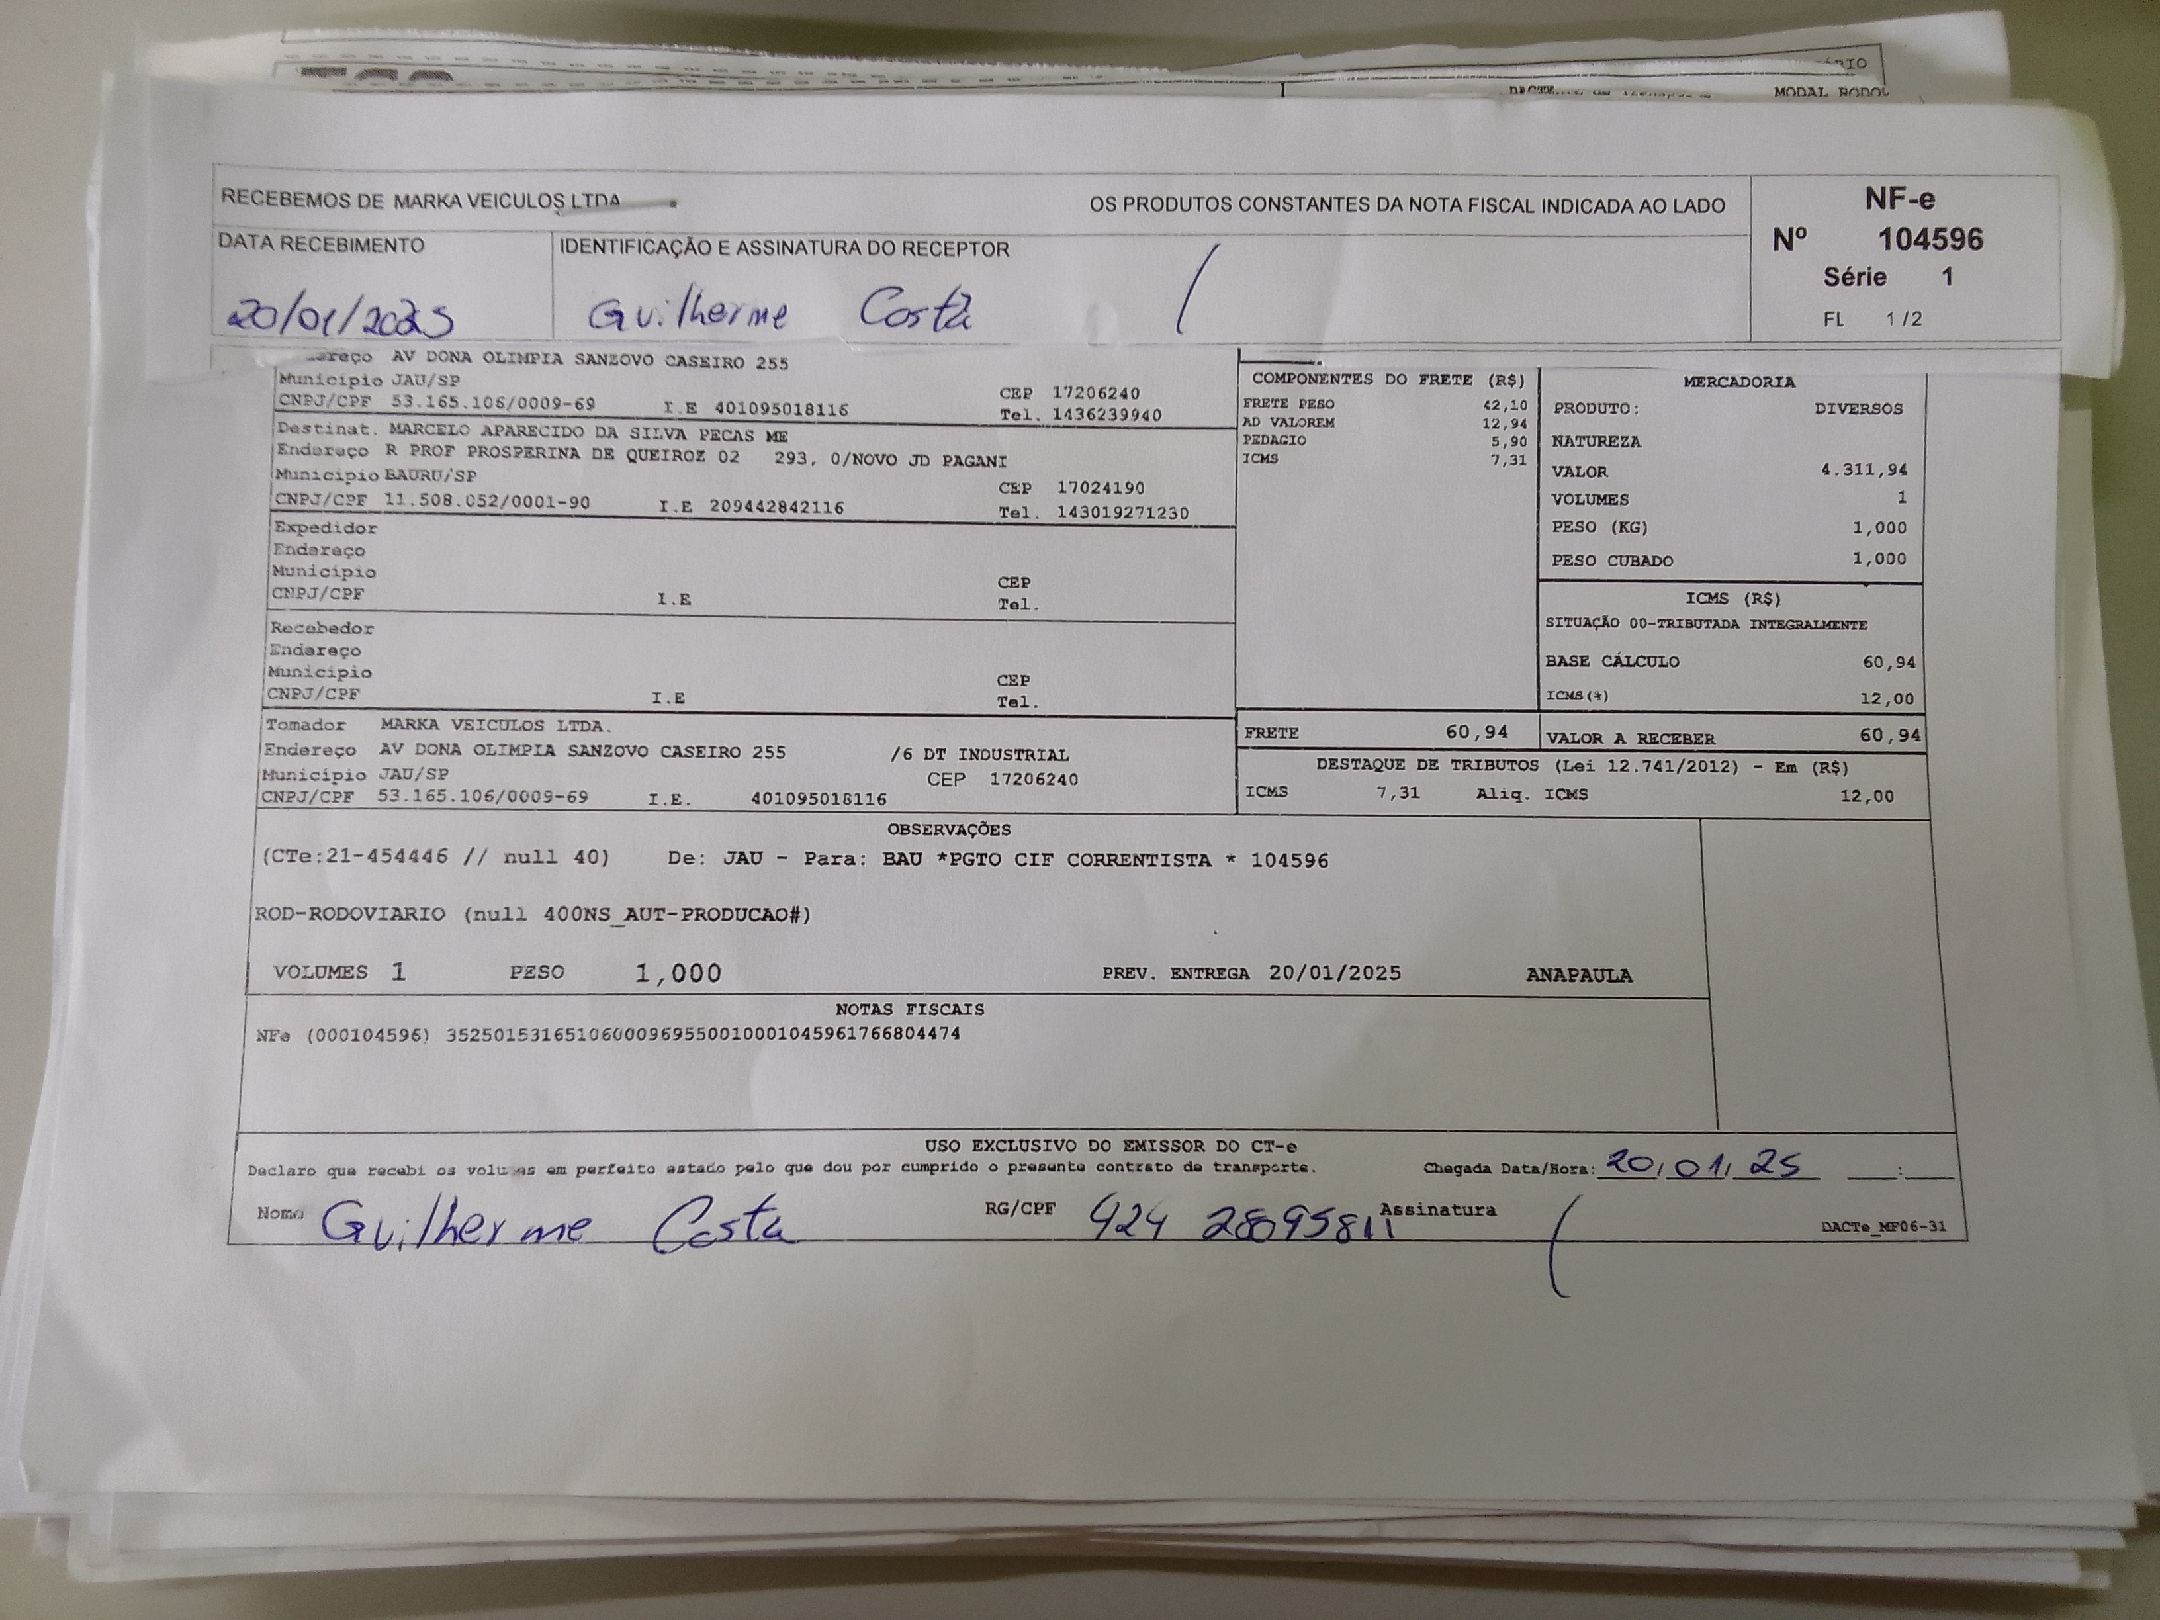 MODAL RODO
RECEBEMOS DE MARKA VEICULOS LTDA OS PRODUTOS CONSTANTES DA NOTA FISCAL INDICADA AO LADO
NF-e
Nº 104596
Série 1
FL 1 /2
DATA RECEBIMENTO IDENTIFICAÇÃO E ASSINATURA DO RECEPTOR
20/01/2025 Guilherme Costa
AV DONA OLIMPIA SANZOVO CASEIRO 255
Município JAU/SP CEP 17206240
CNPJ/CPF 53.165.106/0009-69 I.E 401095018116 Tel. 1436239940
Destinat. MARCELO APARECIDO DA SILVA PECAS ME
Endereço R PROF PROSPERINA DE QUEIROZ 02 293, 0/NOVO JD PAGANI
Município BAURU/SP CEP 17024190
CNPJ/CPF 11.508.052/0001-90 I.E 209442842116 Tel. 143019271230
Expedidor
Endereço
Município CEP
CNPJ/CPF I.E Tel.
Recebedor
Endereço
Município CEP
CNPJ/CPF I.E Tel.
Tomador MARKA VEICULOS LTDA.
Endereço AV DONA OLIMPIA SANZOVO CASEIRO 255 /6 DT INDUSTRIAL
Município JAU/SP CEP 17206240
CNPJ/CPF 53.165.106/0009-69 I.E. 401095018116
COMPONENTES DO FRETE (R$)
FRETE PESO 42,10
AD VALOREM 12,94
PEDAGIO 5,90
ICMS 7,31
MERCADORIA
PRODUTO: DIVERSOS
NATUREZA
VALOR 4.311,94
VOLUMES 1
PESO (KG) 1,000
PESO CUBADO 1,000
ICMS (R$)
SITUAÇÃO 00-TRIBUTADA INTEGRALMENTE
BASE CÁLCULO 60,94
ICMS(*) 12,00
FRETE 60,94 VALOR A RECEBER 60,94
DESTAQUE DE TRIBUTOS (Lei 12.741/2012) - Em (R$)
ICMS 7,31 Aliq. ICMS 12,00
OBSERVAÇÕES
(CTe:21-454446 // null 40) De: JAU - Para: BAU *PGTO CIF CORRENTISTA * 104596
ROD-RODOVIARIO (null 400NS_AUT-PRODUCAO#)
VOLUMES 1 PESO 1,000 PREV. ENTREGA 20/01/2025 ANAPAULA
NOTAS FISCAIS
NFe (000104596) 35250153165106000969550010001045961766804474
USO EXCLUSIVO DO EMISSOR DO CT-e
Declaro que recebi os volumes em perfeito estado pelo que dou por cumprido o presente contrato de transporte. Chegada Data/Hora: 20/01/25 :
Nome Guilherme Costa RG/CPF 424 Assinatura
DACTe_MF06-31